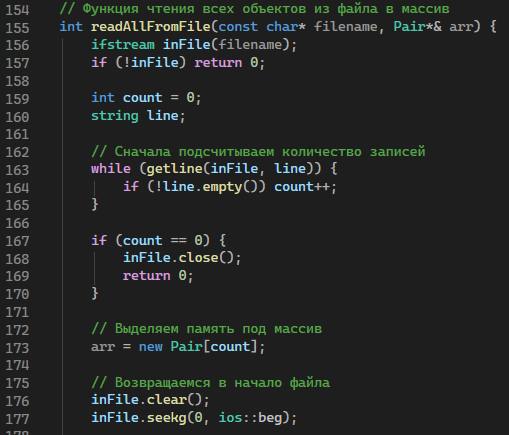 154 // Функция чтения всех объектов из файла в массив
155 int readAllFromFile(const char* filename, Pair*& arr) {
156     ifstream inFile(filename);
157     if (!inFile) return 0;
158
159     int count = 0;
160     string line;
161
162     // Сначала подсчитываем количество записей
163     while (getline(inFile, line)) {
164         if (!line.empty()) count++;
165     }
166
167     if (count == 0) {
168         inFile.close();
169         return 0;
170     }
171
172     // Выделяем память под массив
173     arr = new Pair[count];
174
175     // Возвращаемся в начало файла
176     inFile.clear();
177     inFile.seekg(0, ios::beg);
178